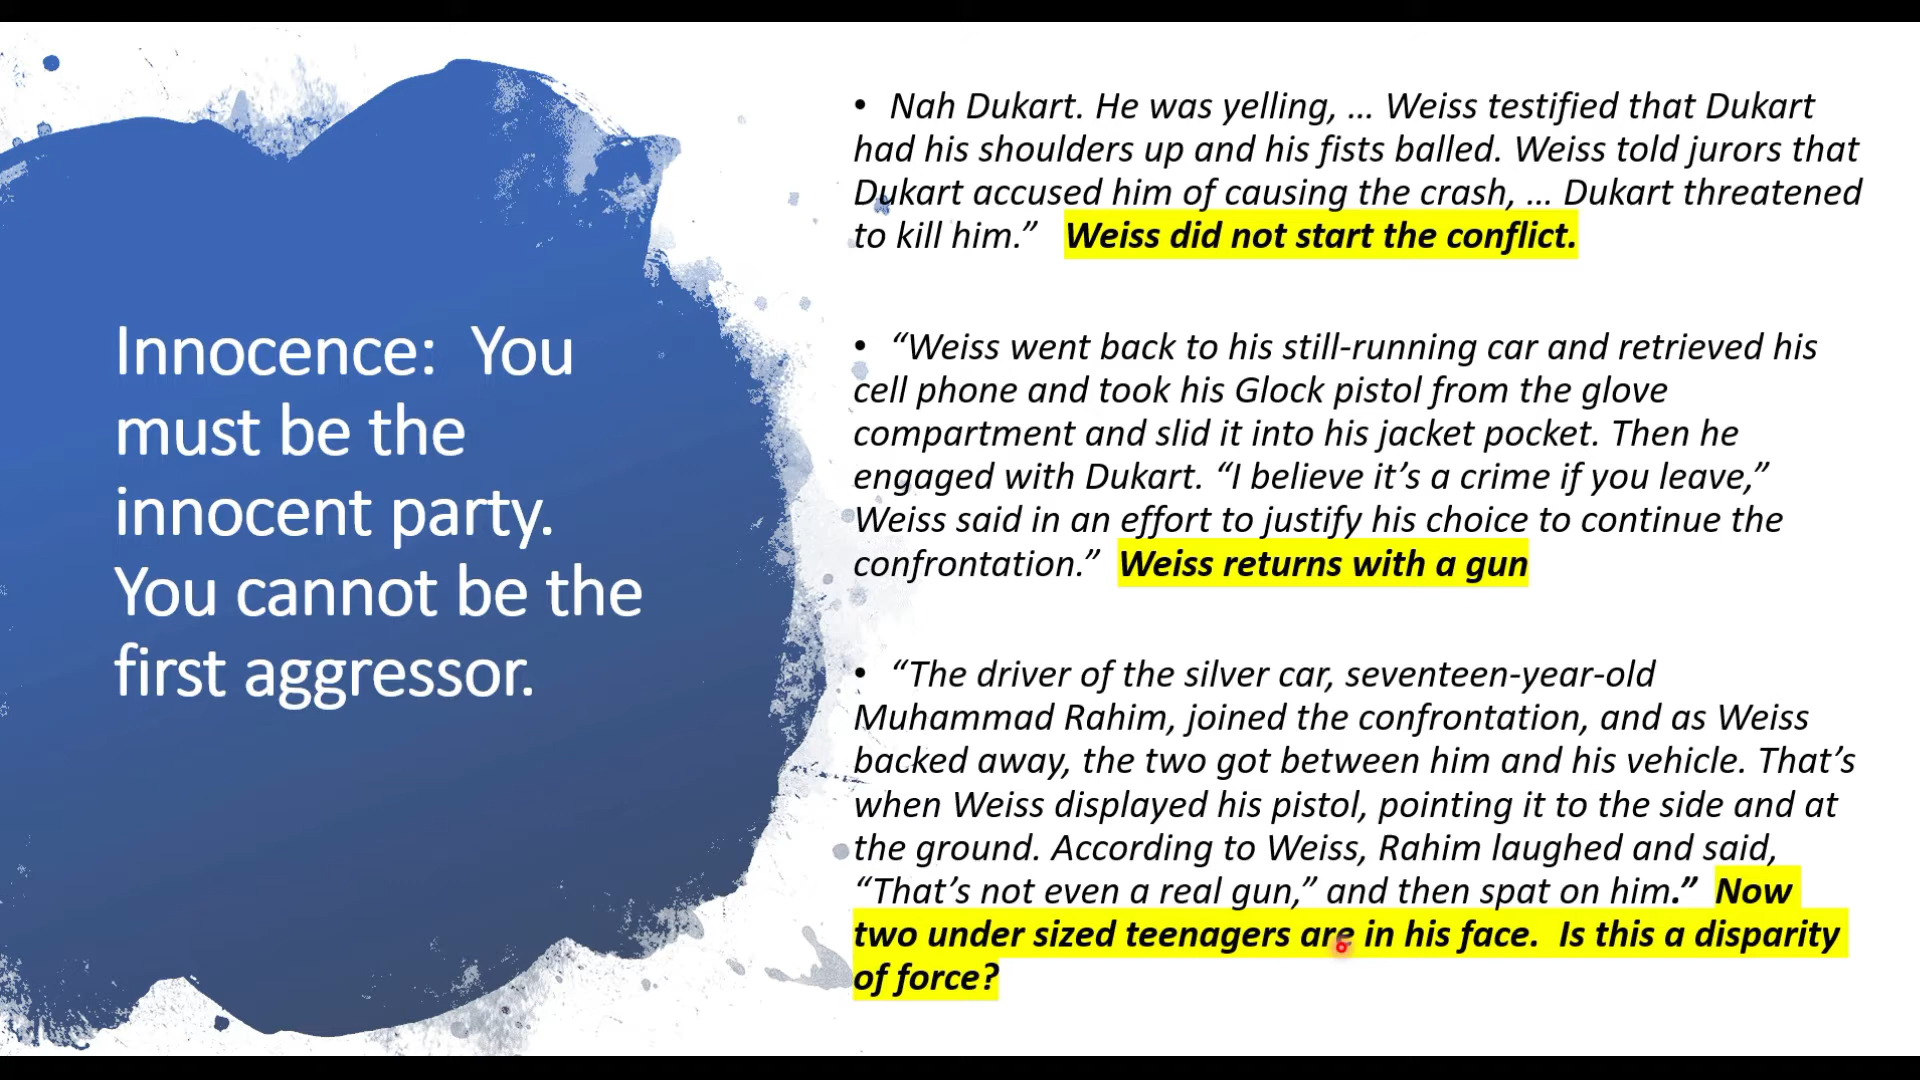 Innocence:  You
must be the
innocent party.
You cannot be the
first aggressor.
• Nah Dukart. He was yelling, … Weiss testified that Dukart
had his shoulders up and his fists balled. Weiss told jurors that
Dukart accused him of causing the crash, … Dukart threatened
to kill him.”  Weiss did not start the conflict.
• “Weiss went back to his still-running car and retrieved his
cell phone and took his Glock pistol from the glove
compartment and slid it into his jacket pocket. Then he
engaged with Dukart. “I believe it’s a crime if you leave,”
Weiss said in an effort to justify his choice to continue the
confrontation.”  Weiss returns with a gun
• “The driver of the silver car, seventeen-year-old
Muhammad Rahim, joined the confrontation, and as Weiss
backed away, the two got between him and his vehicle. That’s
when Weiss displayed his pistol, pointing it to the side and at
the ground. According to Weiss, Rahim laughed and said,
“That’s not even a real gun,” and then spat on him.”  Now
two under sized teenagers are in his face.  Is this a disparity
of force?